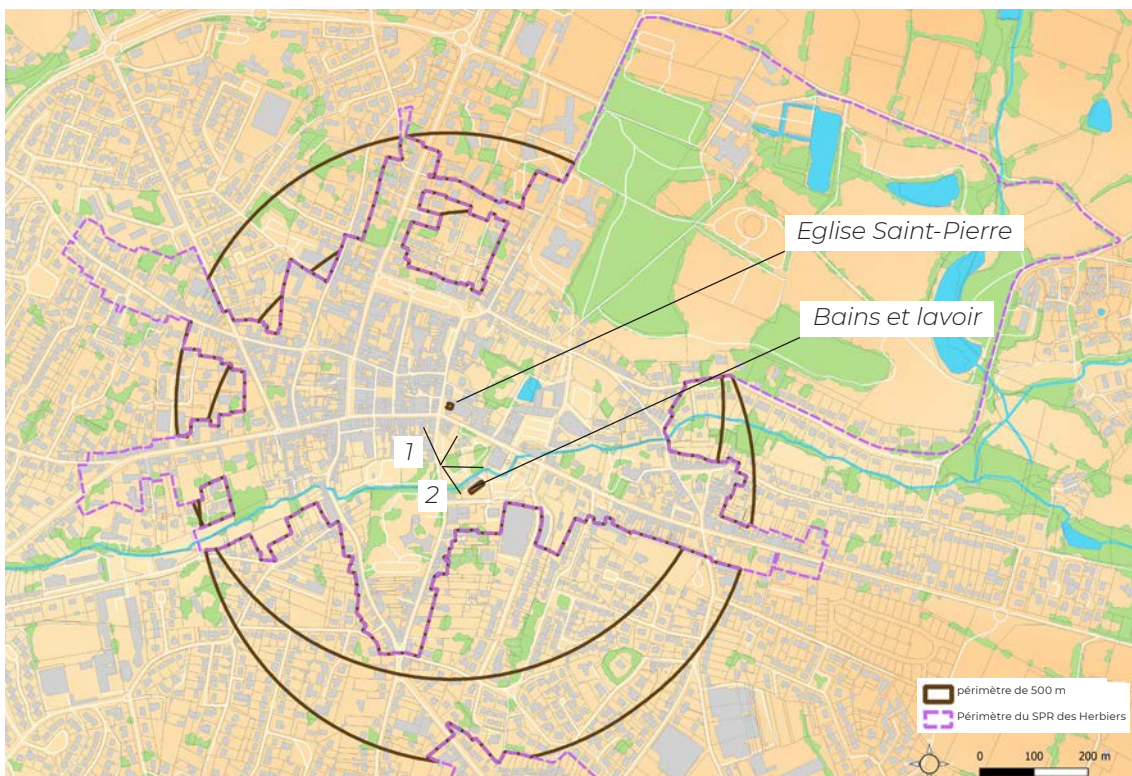 Eglise Saint-Pierre
Bains et lavoir
1
2
périmètre de 500 m
Périmètre du SPR des Herbiers
0 100 200 m